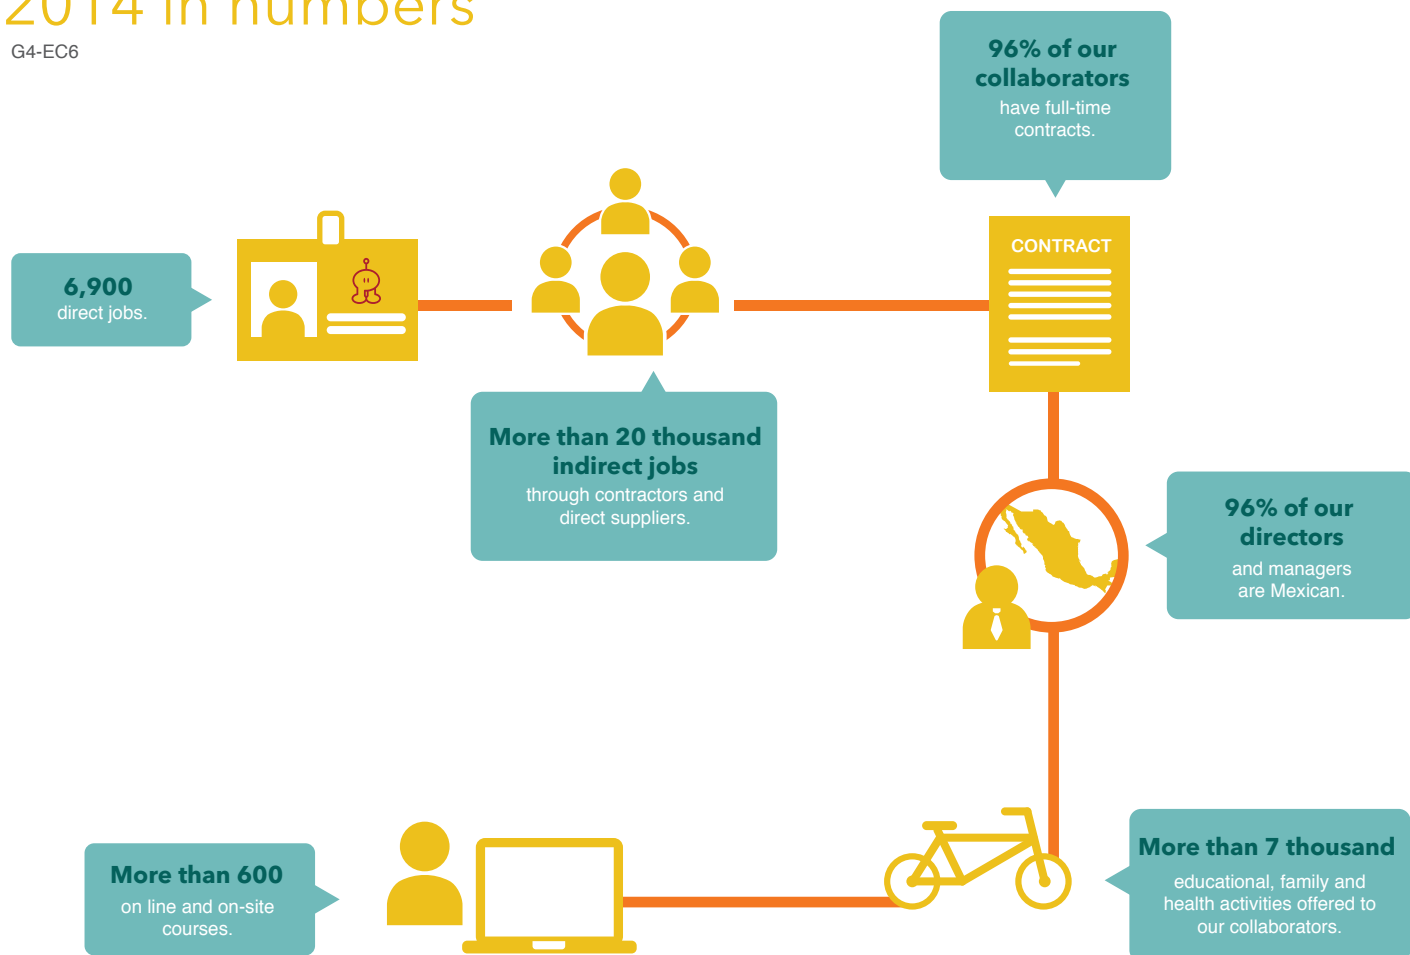 2014 in numbers
G4-EC6
96% of our
collaborators
have full-time
contracts.
CONTRACT
6,900
direct jobs.
More than 20 thousand
indirect jobs
through contractors and
direct suppliers.
96% of our
directors
and managers
are Mexican.
More than 7 thousand
educational, family and
health activities offered to
our collaborators.
More than 600
on line and on-site
courses.